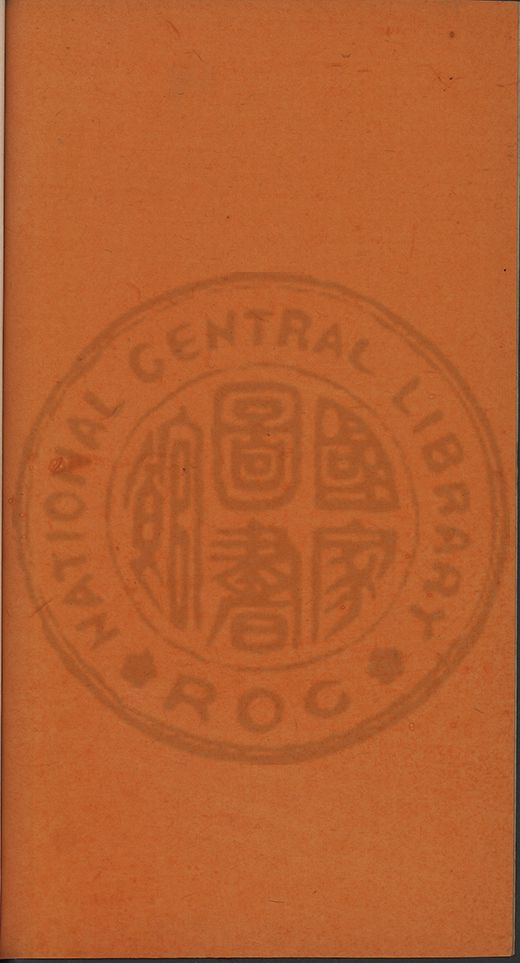 NATIONAL CENTRAL LIBRARY
國家
圖書
館
ROC